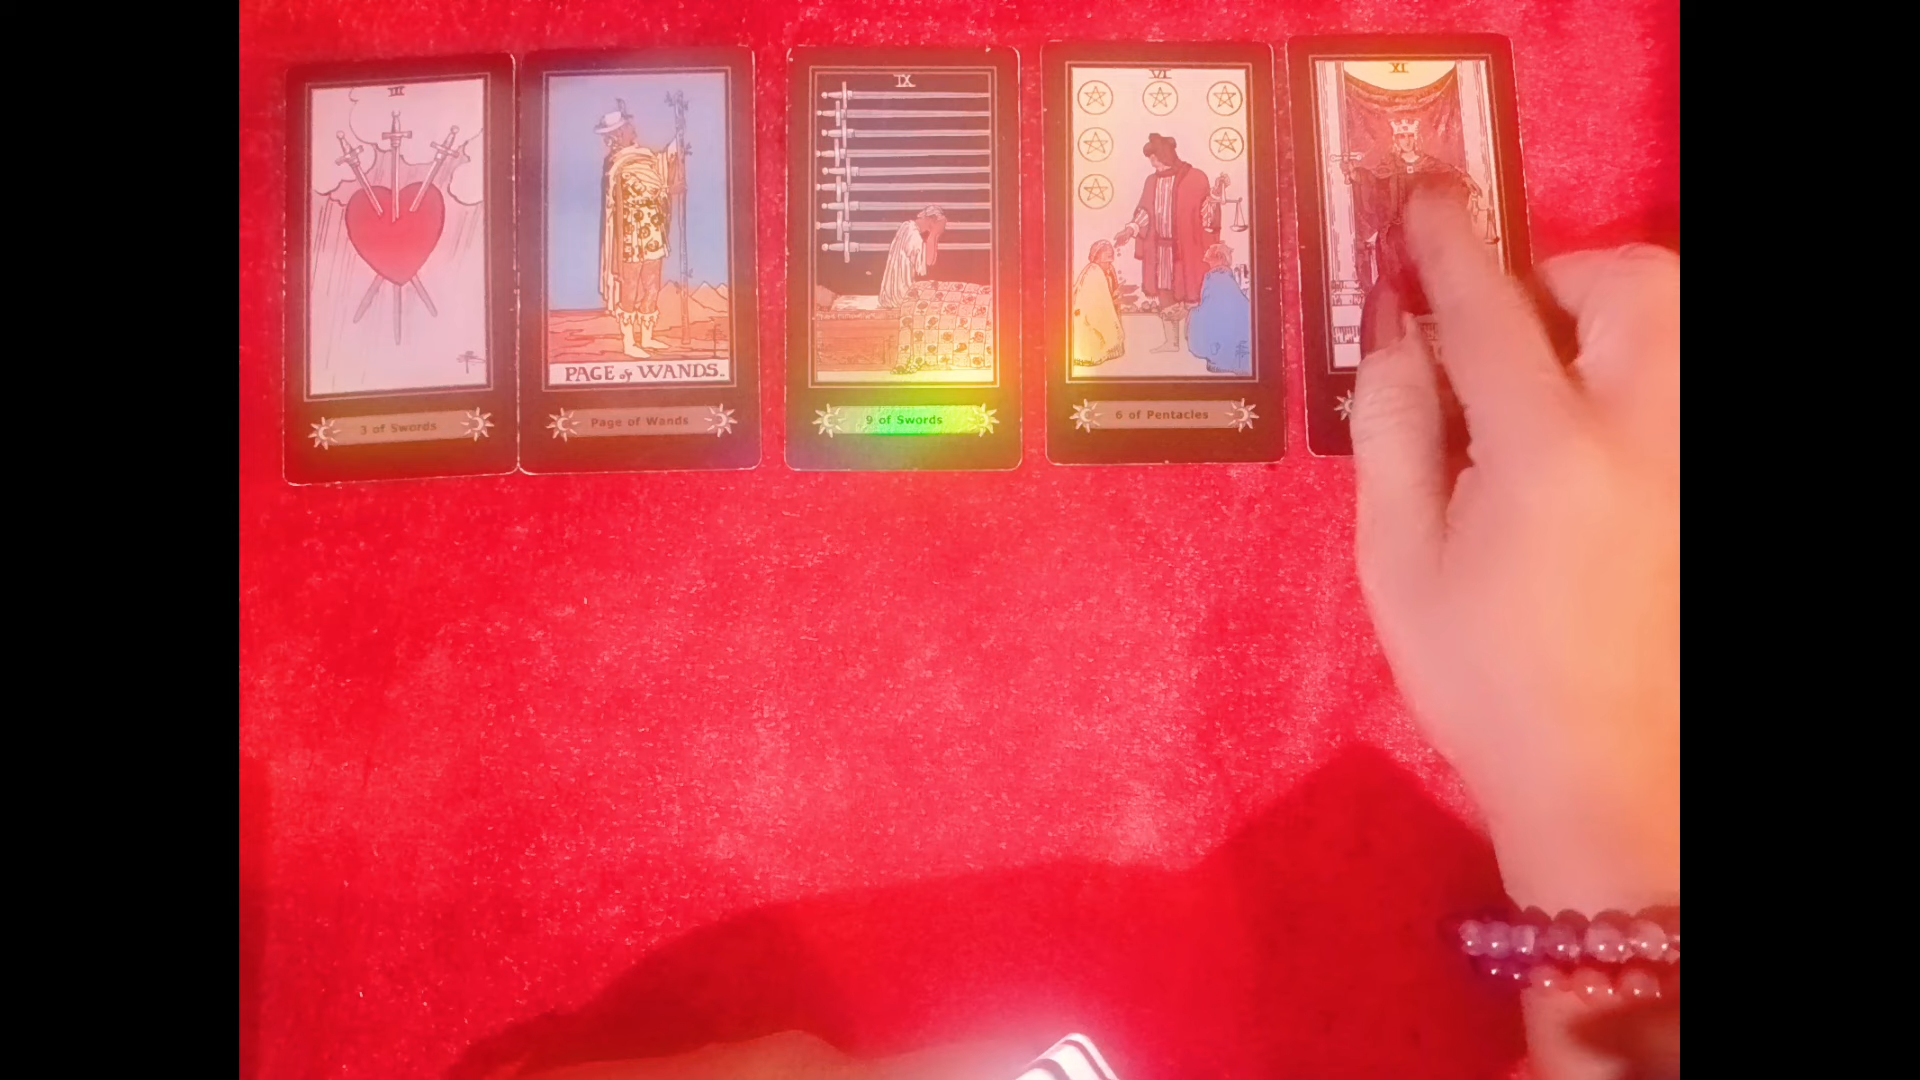 III
3 of Swords
PAGE of WANDS.
Page of Wands
IX
9 of Swords
VI
6 of Pentacles
XI